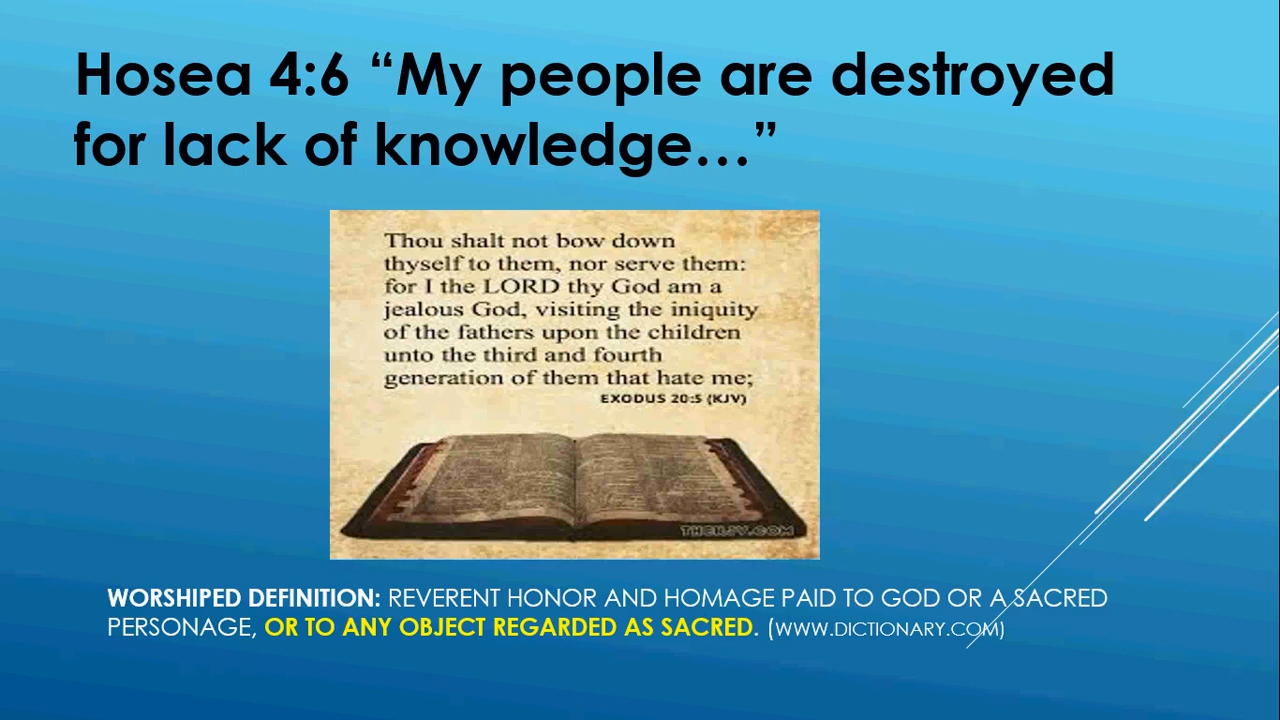 Hosea 4:6 “My people are destroyed
for lack of knowledge…”
Thou shalt not bow down
thyself to them, nor serve them:
for I the LORD thy God am a
jealous God, visiting the iniquity
of the fathers upon the children
unto the third and fourth
generation of them that hate me;
EXODUS 20:5 (KJV)
THEKJV.COM
WORSHIPED DEFINITION: REVERENT HONOR AND HOMAGE PAID TO GOD OR A SACRED
PERSONAGE, OR TO ANY OBJECT REGARDED AS SACRED. (WWW.DICTIONARY.COM)